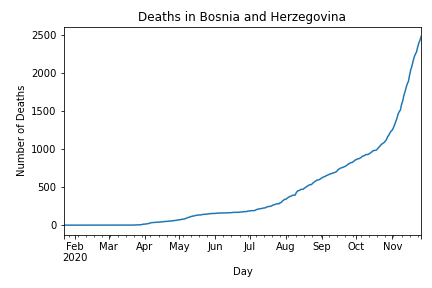 Deaths in Bosnia and Herzegovina
2500
2000
1500
1000
500
0
Number of Deaths
Feb Mar Apr May Jun Jul Aug Sep Oct Nov
2020
Day